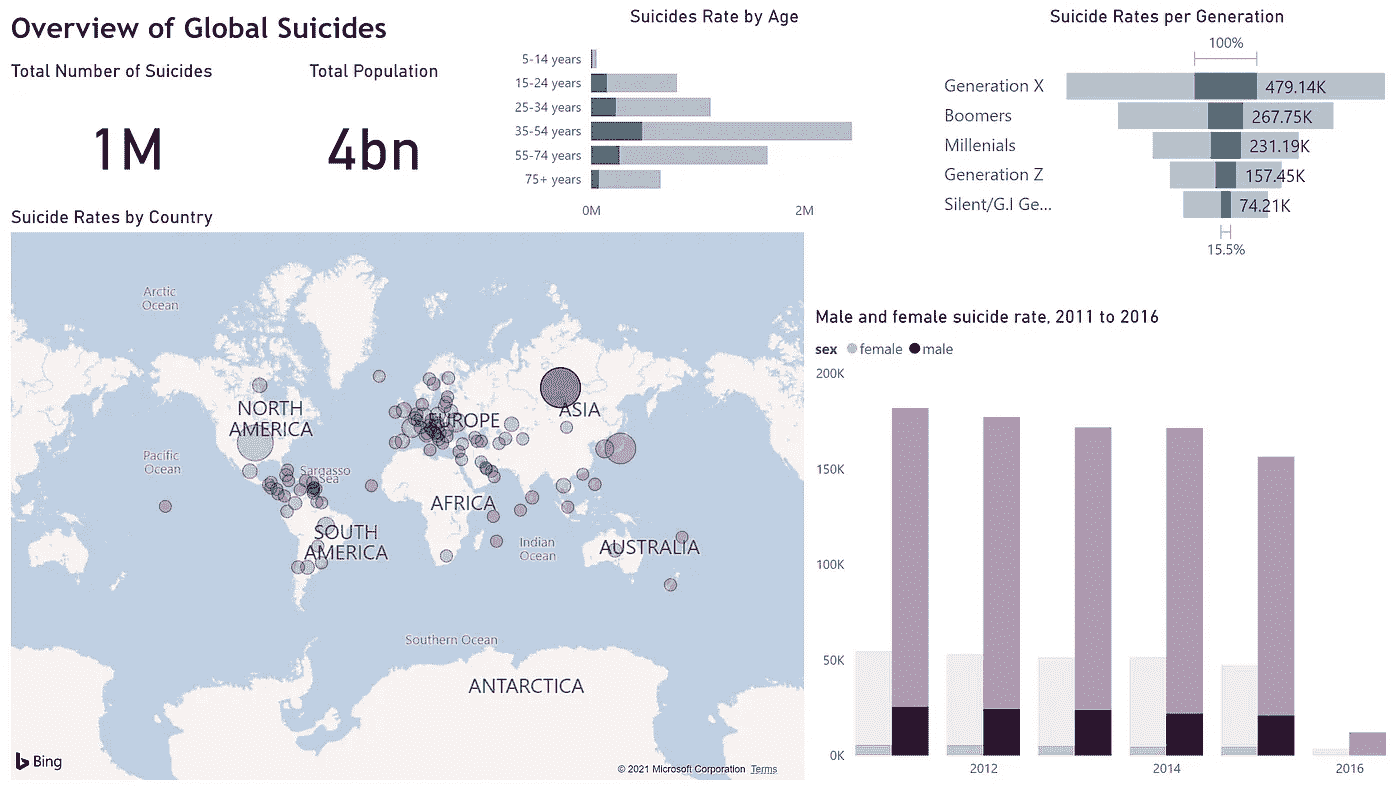 Overview of Global Suicides
Total Number of Suicides
Total Population
1M
4bn
Suicides Rate by Age
5-14 years
15-24 years
25-34 years
35-54 years
55-74 years
75+ years
0M
2M
Suicide Rates per Generation
100%
Generation X
479.14K
Boomers
267.75K
Millenials
231.19K
Generation Z
157.45K
Silent/G.I Ge...
74.21K
15.5%
Suicide Rates by Country
Arctic
Ocean
NORTH
AMERICA
EUROPE
ASIA
Pacific
Ocean
Sargasso
Sea
AFRICA
SOUTH
AMERICA
Indian
Ocean
AUSTRALIA
Southern Ocean
ANTARCTICA
Bing
© 2021 Microsoft Corporation Terms
Male and female suicide rate, 2011 to 2016
sex female male
200K
150K
100K
50K
0K
2012
2014
2016